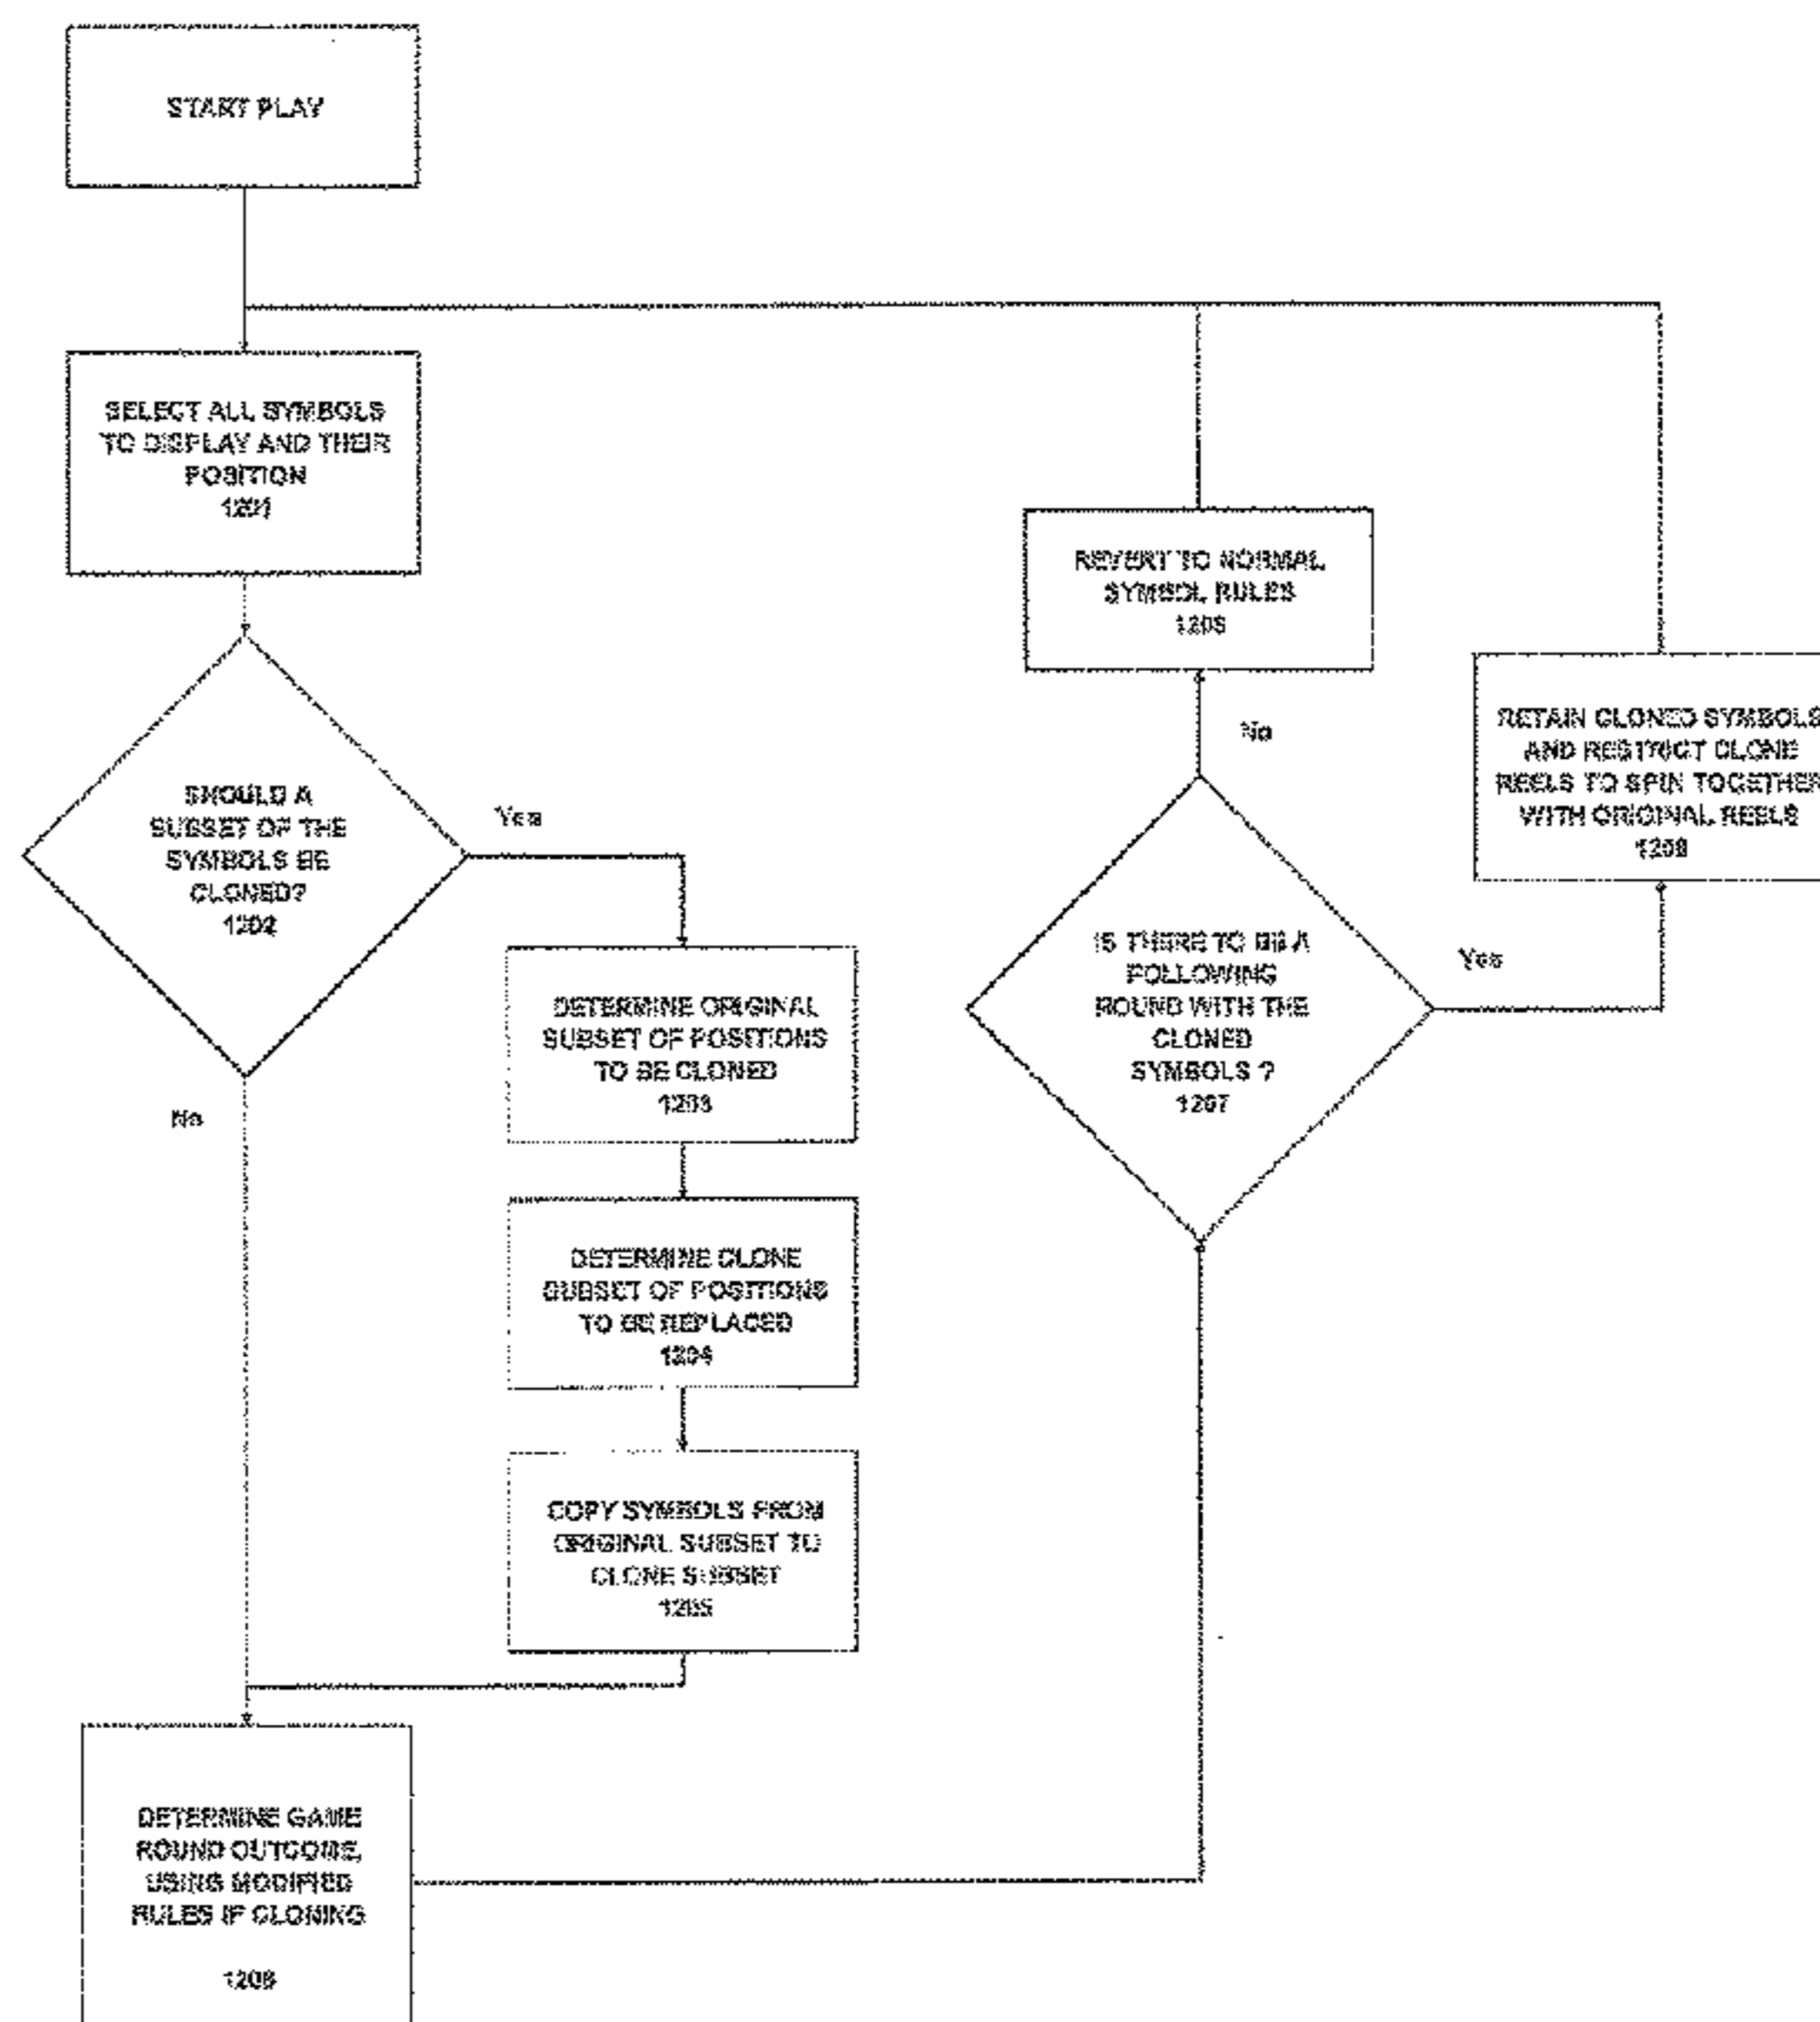 START PLAY
SELECT ALL SYMBOLS
TO DISPLAY AND THEIR
POSITION
1201
SHOULD A
SUBSET OF THE
SYMBOLS BE
CLONED?
1202
Yes
No
DETERMINE ORIGINAL
SUBSET OF POSITIONS
TO BE CLONED
1203
DETERMINE CLONE
SUBSET OF POSITIONS
TO BE REPLACED
1204
COPY SYMBOLS FROM
ORIGINAL SUBSET TO
CLONE SUBSET
1205
DETERMINE GAME
ROUND OUTCOME,
USING MODIFIED
RULES IF CLONING
1206
IS THERE TO BE A
FOLLOWING
ROUND WITH THE
CLONED
SYMBOLS ?
1207
No
Yes
REVERT TO NORMAL
SYMBOL RULES
RETAIN CLONED SYMBOLS
AND RESTRICT CLONE
REELS TO SPIN TOGETHER
WITH ORIGINAL REELS